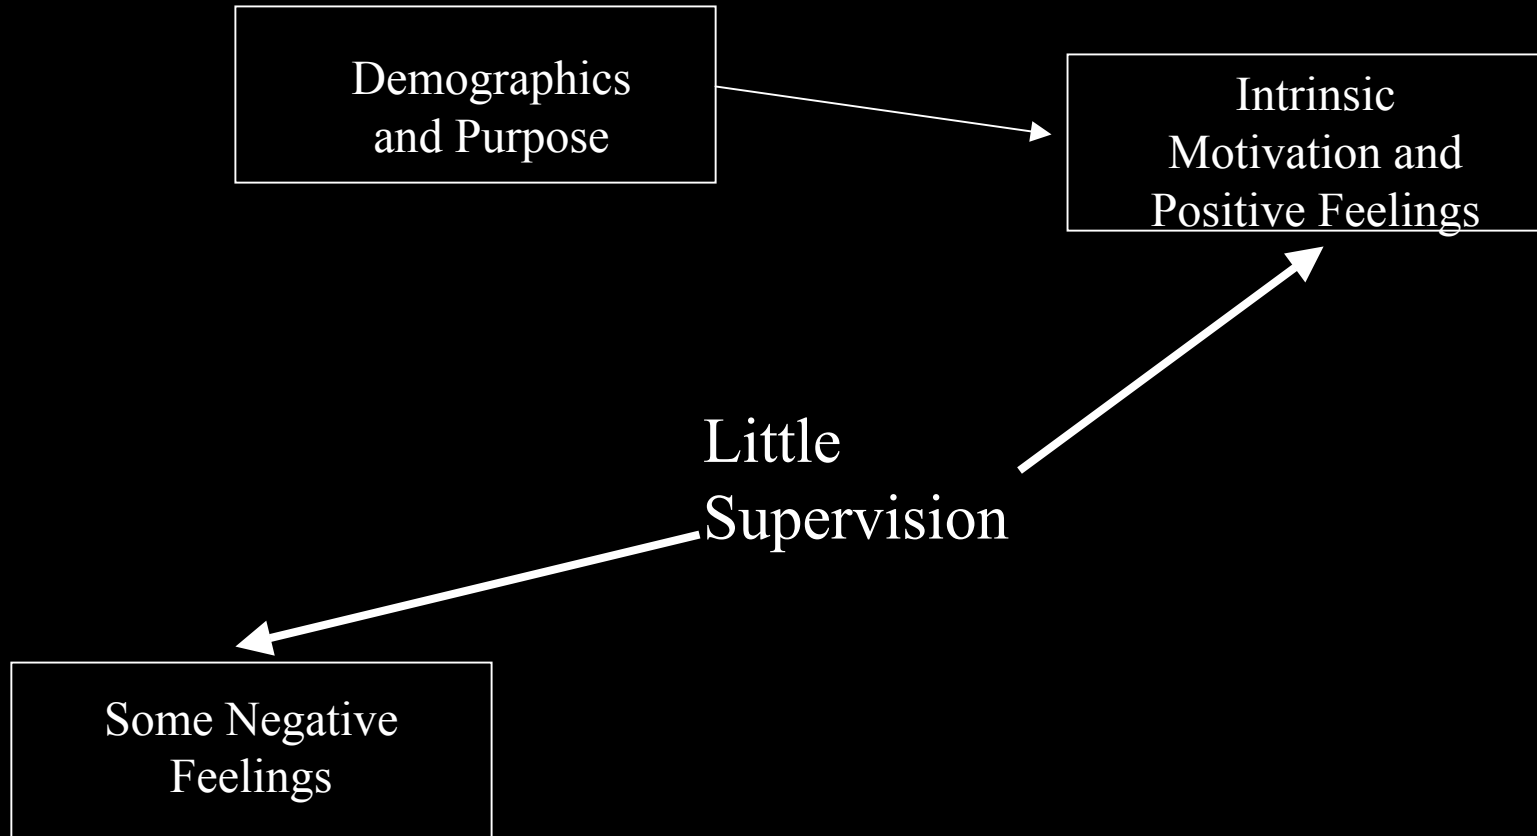 Demographics
and Purpose
Intrinsic
Motivation and
Positive Feelings
Little
Supervision
Some Negative
Feelings